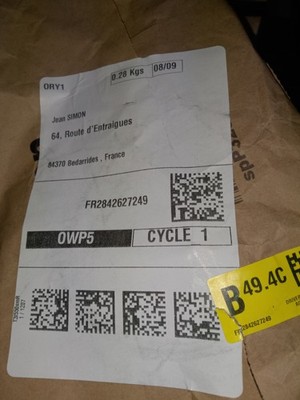 ORY1
0.28 Kgs
08/09
Jean SIMON
64, Route d'Entraigues
84370 Bedarrides , France
FR2842627249
OWP5
CYCLE 1
B 49.4C
FR2842627249